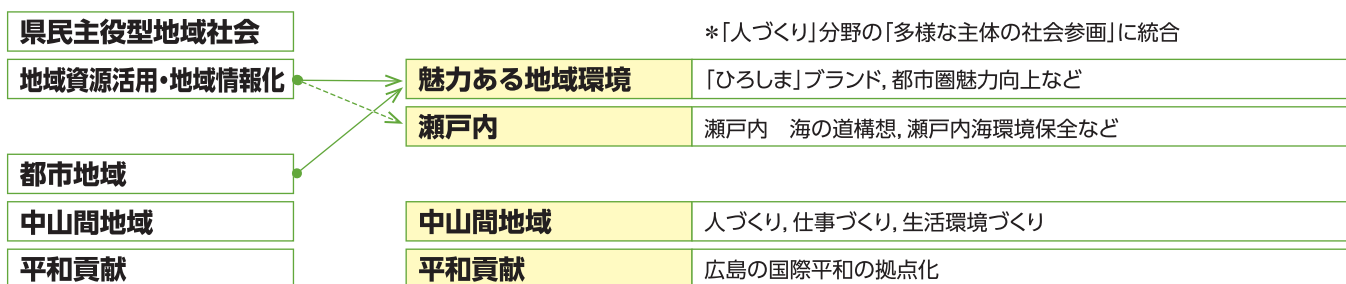 県民主役型地域社会 ＊「人づくり」分野の「多様な主体の社会参画」に統合
地域資源活用・地域情報化 魅力ある地域環境 「ひろしま」ブランド，都市圏魅力向上など
瀬戸内 瀬戸内　海の道構想，瀬戸内海環境保全など
都市地域
中山間地域 中山間地域 人づくり，仕事づくり，生活環境づくり
平和貢献 平和貢献 広島の国際平和の拠点化